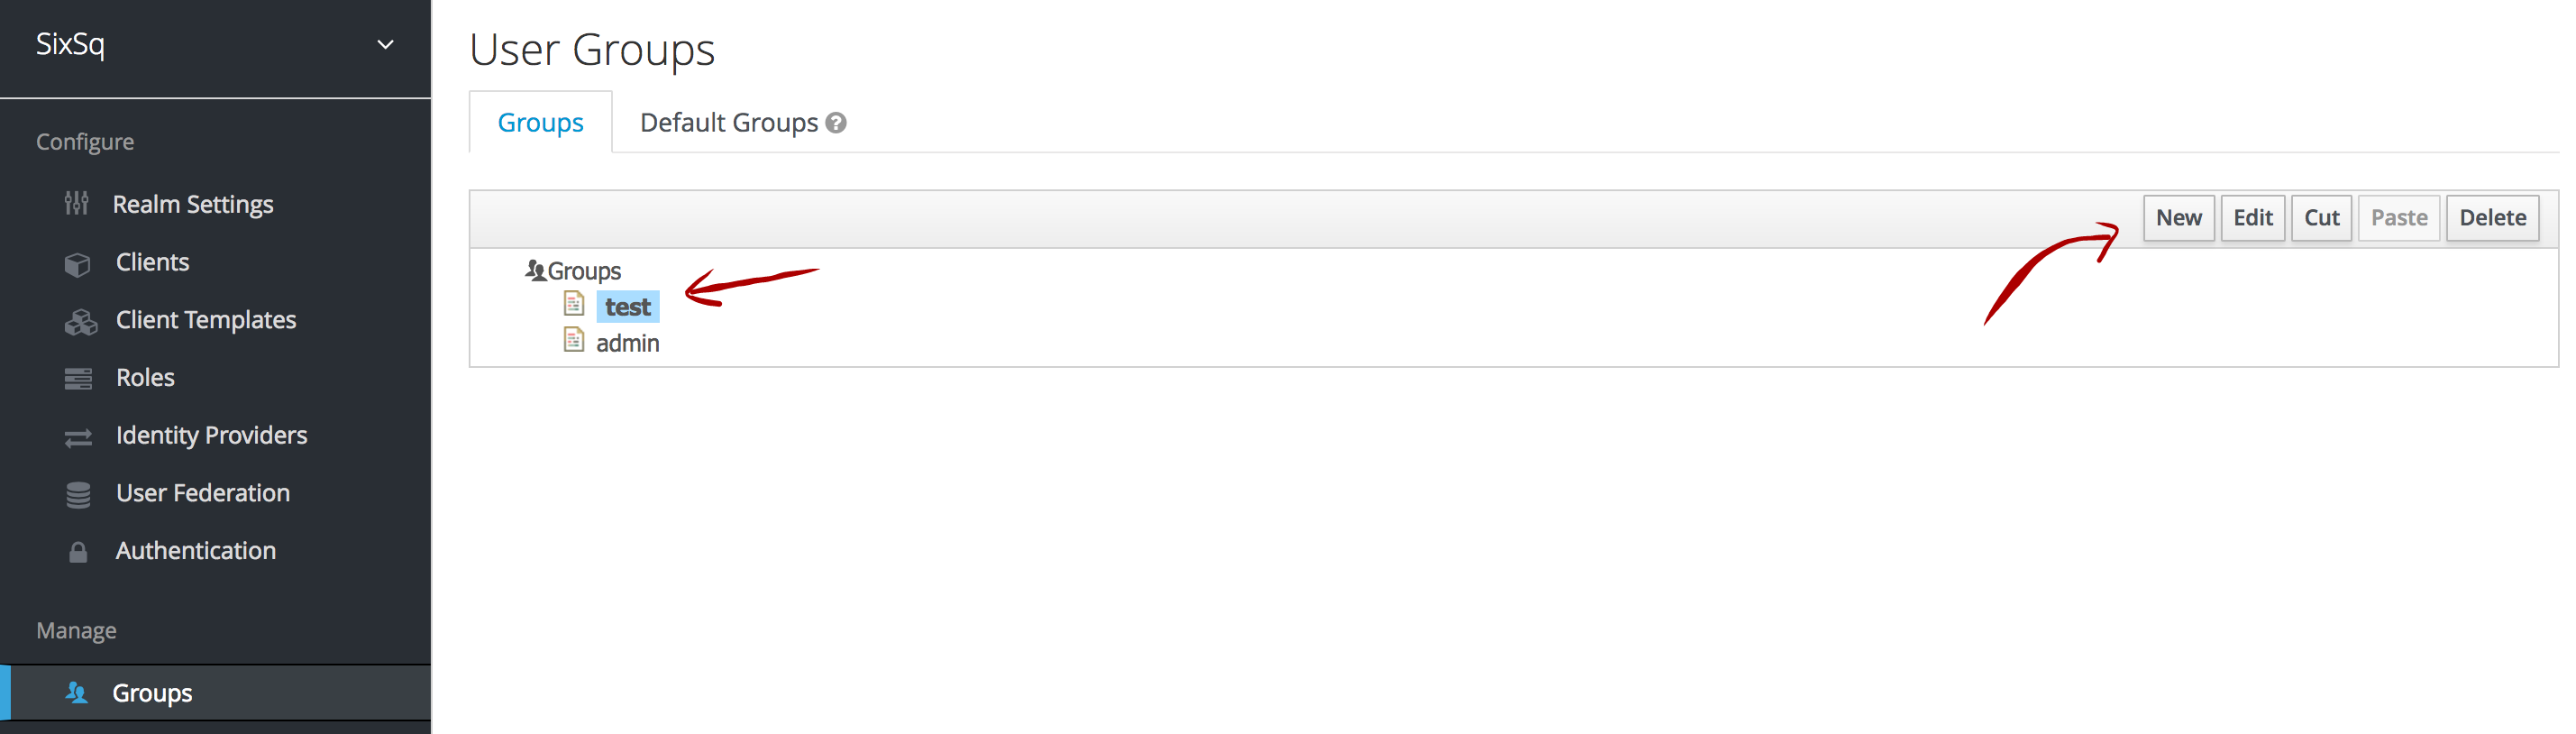 SixSq
Configure
Realm Settings
Clients
Client Templates
Roles
Identity Providers
User Federation
Authentication
Manage
Groups
User Groups
Groups Default Groups ?
New Edit Cut Paste Delete
Groups
test
admin